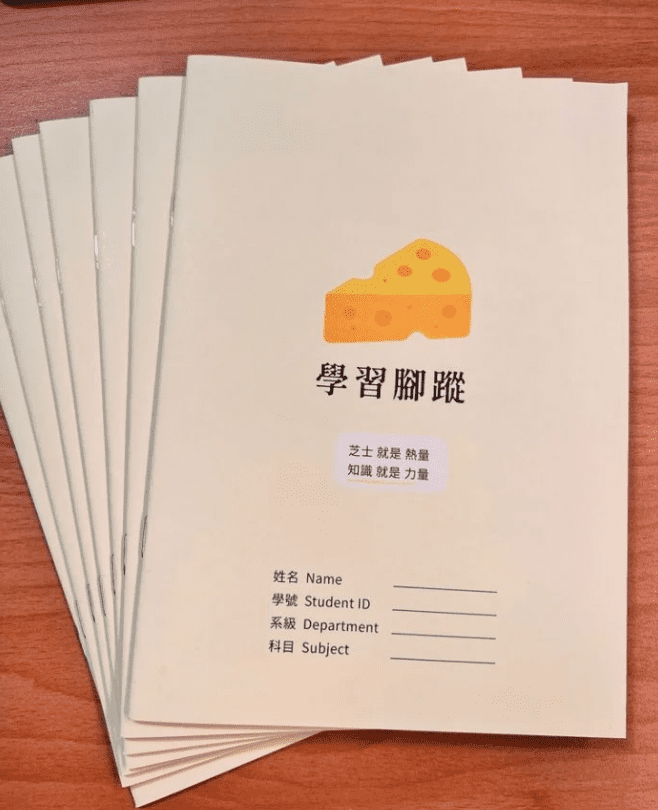 學習腳蹤
芝士 就是 熱量
知識 就是 力量
姓名 Name
學號 Student ID
系級 Department
科目 Subject